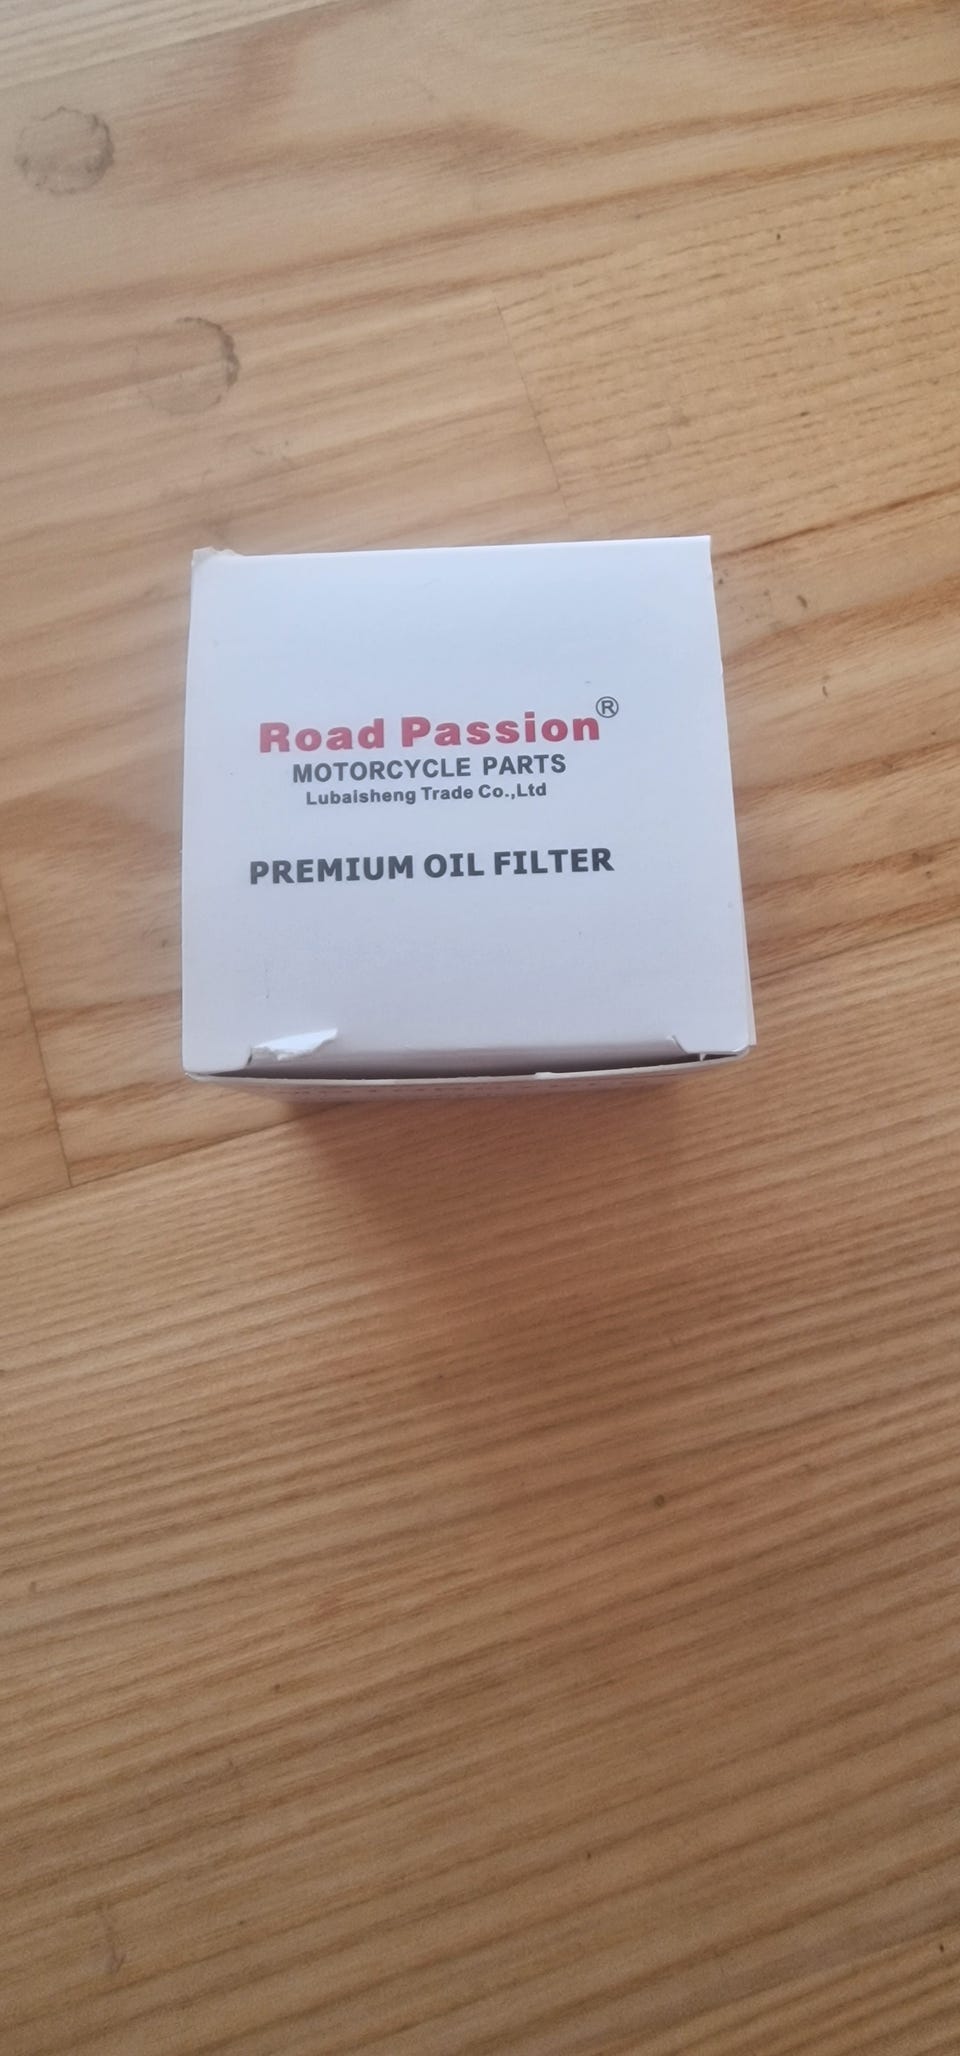 Road Passion®
MOTORCYCLE PARTS
Lubaisheng Trade Co.,Ltd
PREMIUM OIL FILTER